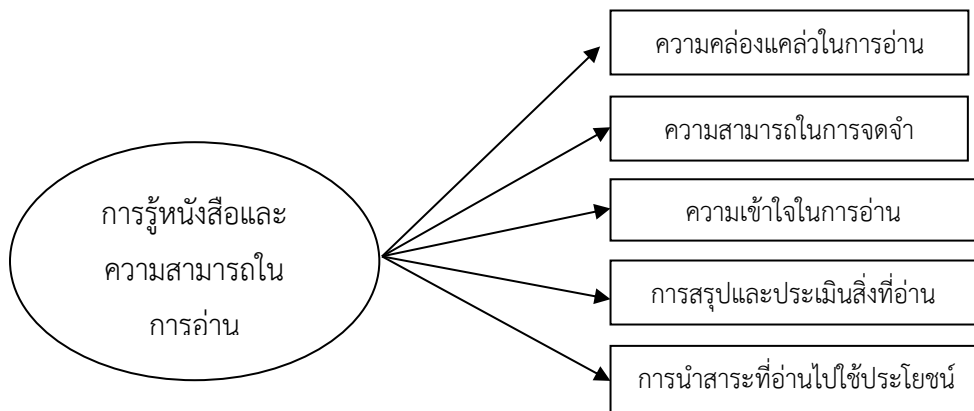 การรู้หนังสือและ
ความสามารถใน
การอ่าน
ความคล่องแคล่วในการอ่าน
ความสามารถในการจดจำ
ความเข้าใจในการอ่าน
การสรุปและประเมินสิ่งที่อ่าน
การนำสาระที่อ่านไปใช้ประโยชน์